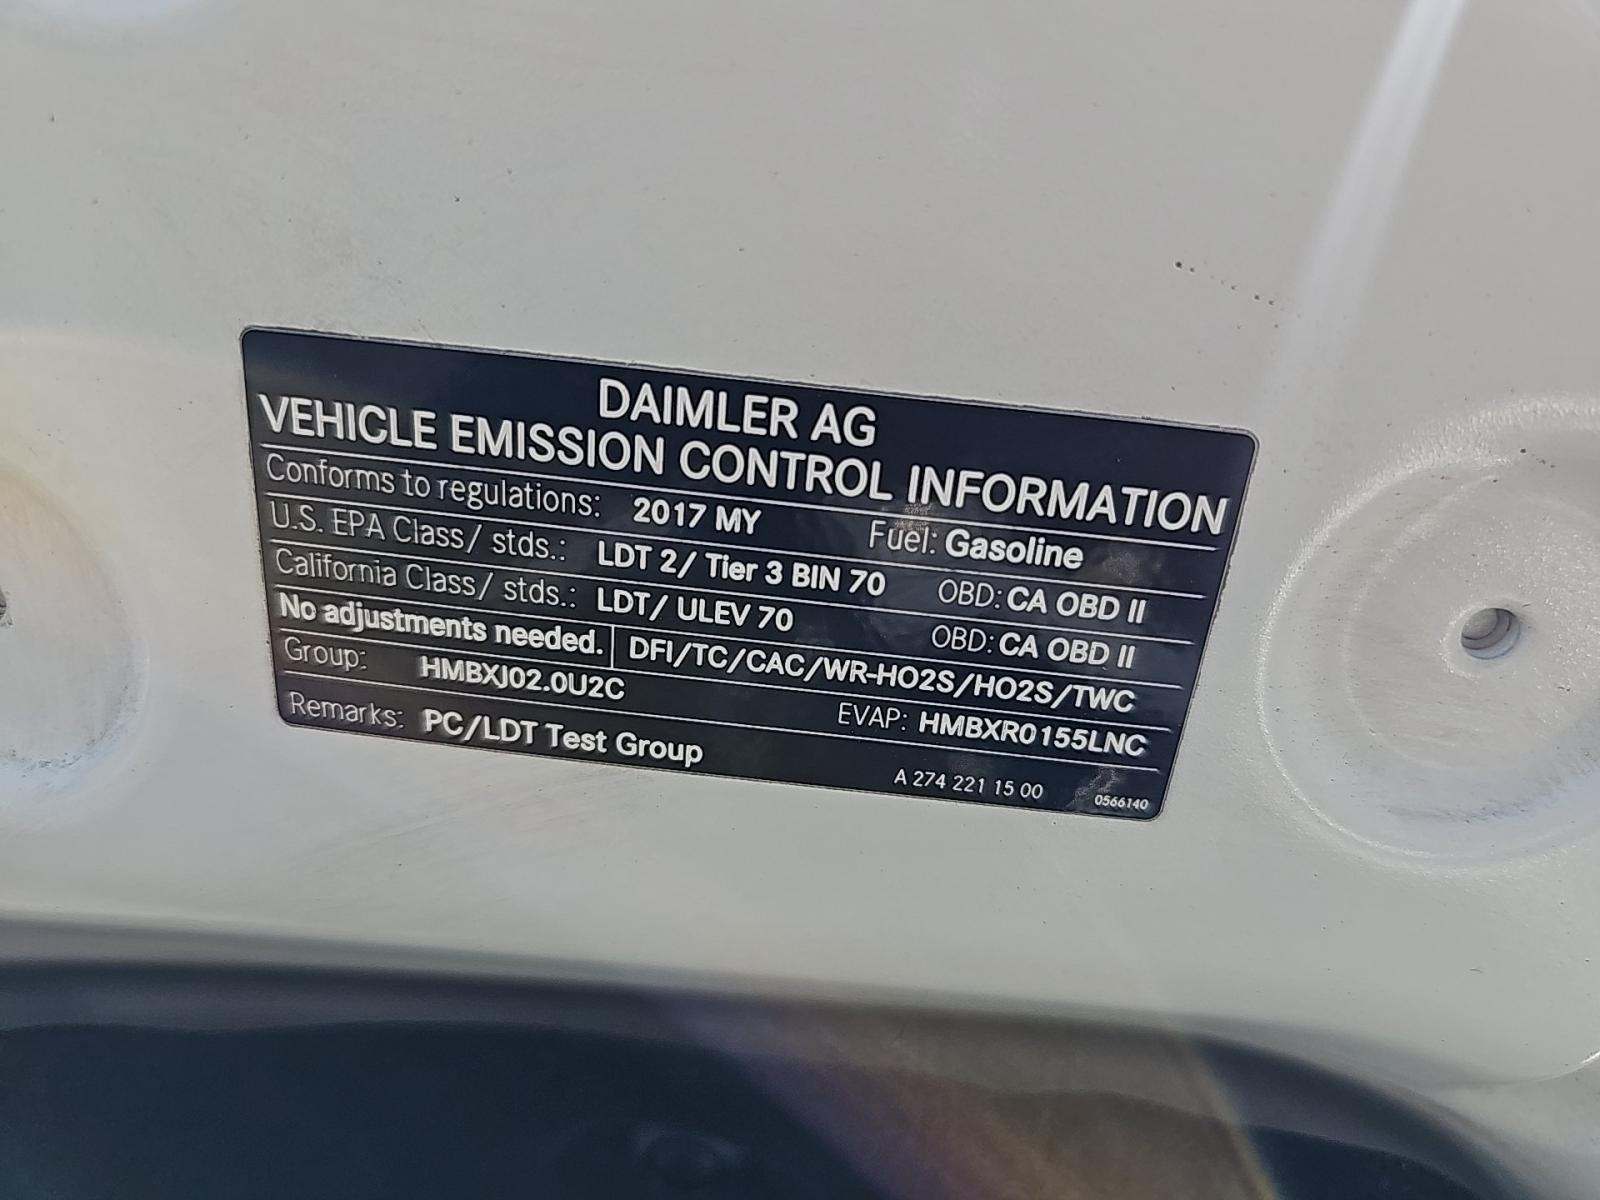 DAIMLER AG
VEHICLE EMISSION CONTROL INFORMATION
Conforms to regulations: 2017 MY Fuel: Gasoline
U.S. EPA Class/ stds.: LDT 2/ Tier 3 BIN 70 OBD: CA OBD II
California Class/ stds.: LDT/ ULEV 70 OBD: CA OBD II
No adjustments needed. DFI/TC/CAC/WR-HO2S/HO2S/TWC
Group: HMBXJ02.0U2C EVAP: HMBXR0155LNC
Remarks: PC/LDT Test Group
A 274 221 15 00 0566140